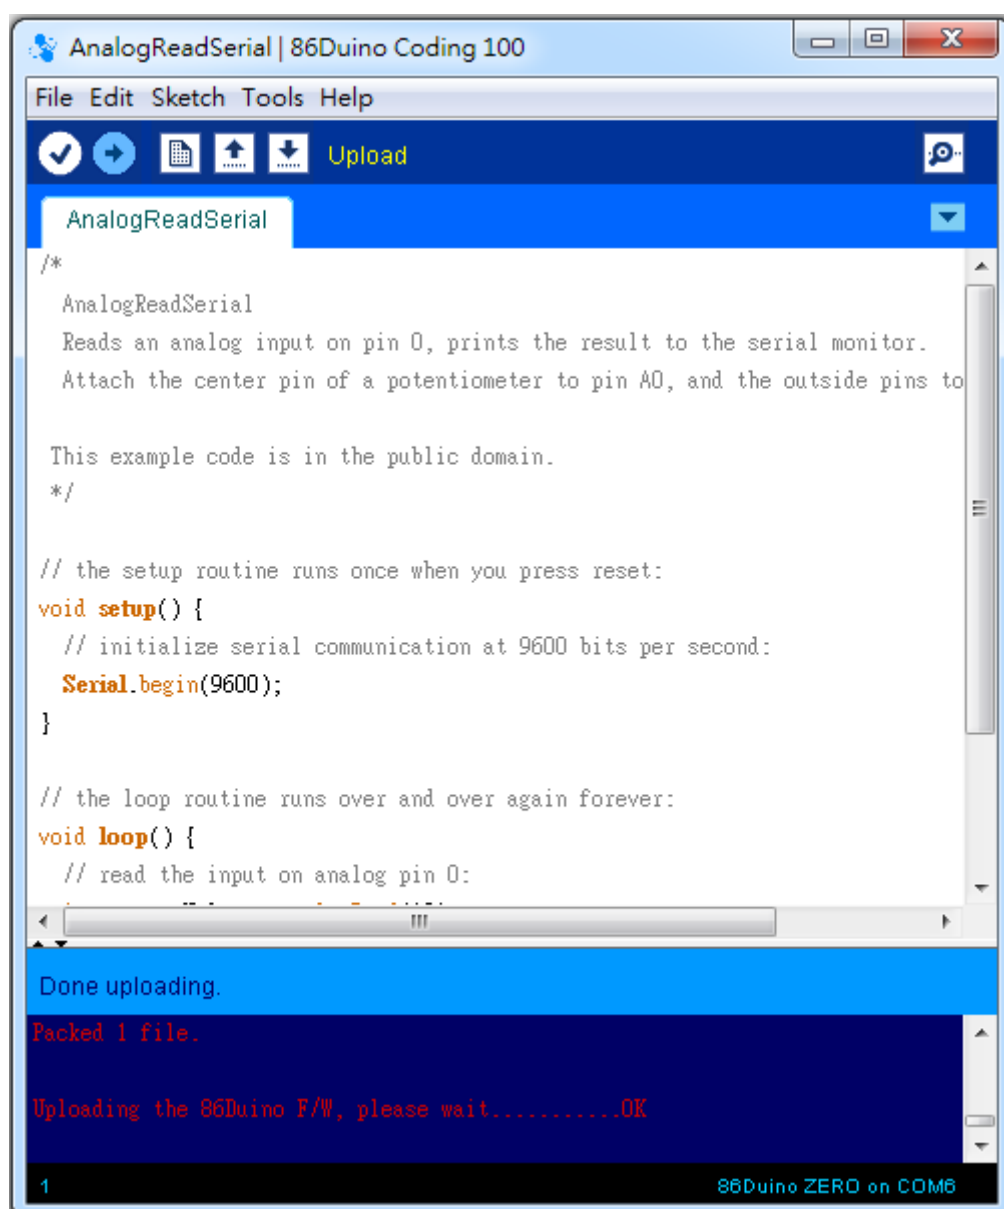 AnalogReadSerial | 86Duino Coding 100
File Edit Sketch Tools Help
Upload
AnalogReadSerial
/*
AnalogReadSerial
Reads an analog input on pin 0, prints the result to the serial monitor.
Attach the center pin of a potentiometer to pin A0, and the outside pins to
This example code is in the public domain.
*/
// the setup routine runs once when you press reset:
void setup() {
// initialize serial communication at 9600 bits per second:
Serial.begin(9600);
}
// the loop routine runs over and over again forever:
void loop() {
// read the input on analog pin 0:
Done uploading.
Packed 1 file.
Uploading the 86Duino F/W, please wait...........OK
1
86Duino ZERO on COM6